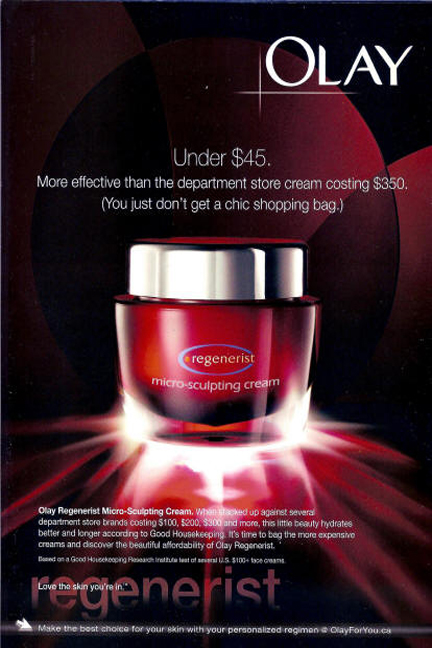 OLAY
Under $45.
More effective than the department store cream costing $350.
(You just don't get a chic shopping bag.)
regenerist
micro-sculpting cream
Olay Regenerist Micro-Sculpting Cream. When stacked up against several
department store brands costing $100, $200, $300 and more, this little beauty hydrates
better and longer according to Good Housekeeping. It's time to bag the more expensive
creams and discover the beautiful affordability of Olay Regenerist.
Based on a Good Housekeeping Research Institute test of several U.S. $100+ face creams.
regenerist
Love the skin you're in.™
Make the best choice for your skin with your personalized regimen @ OlayForYou.ca